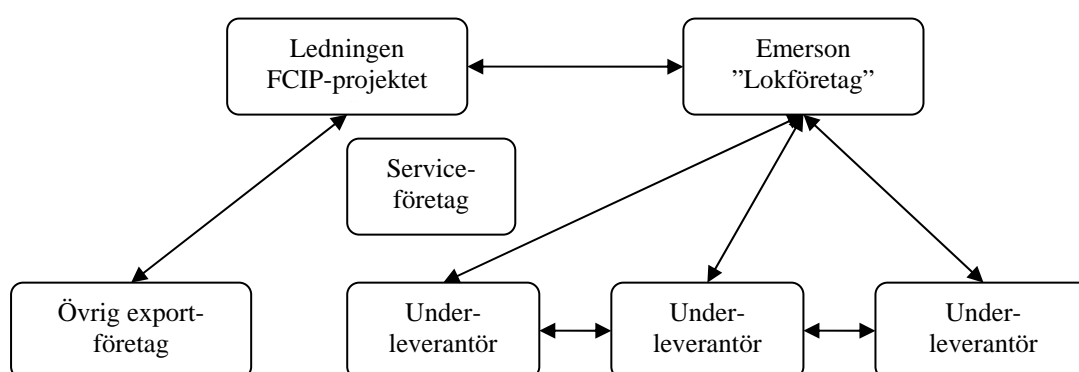 Ledningen
FCIP-projektet
Emerson
”Lokföretag”
Service-
företag
Övrig export-
företag
Under-
leverantör
Under-
leverantör
Under-
leverantör